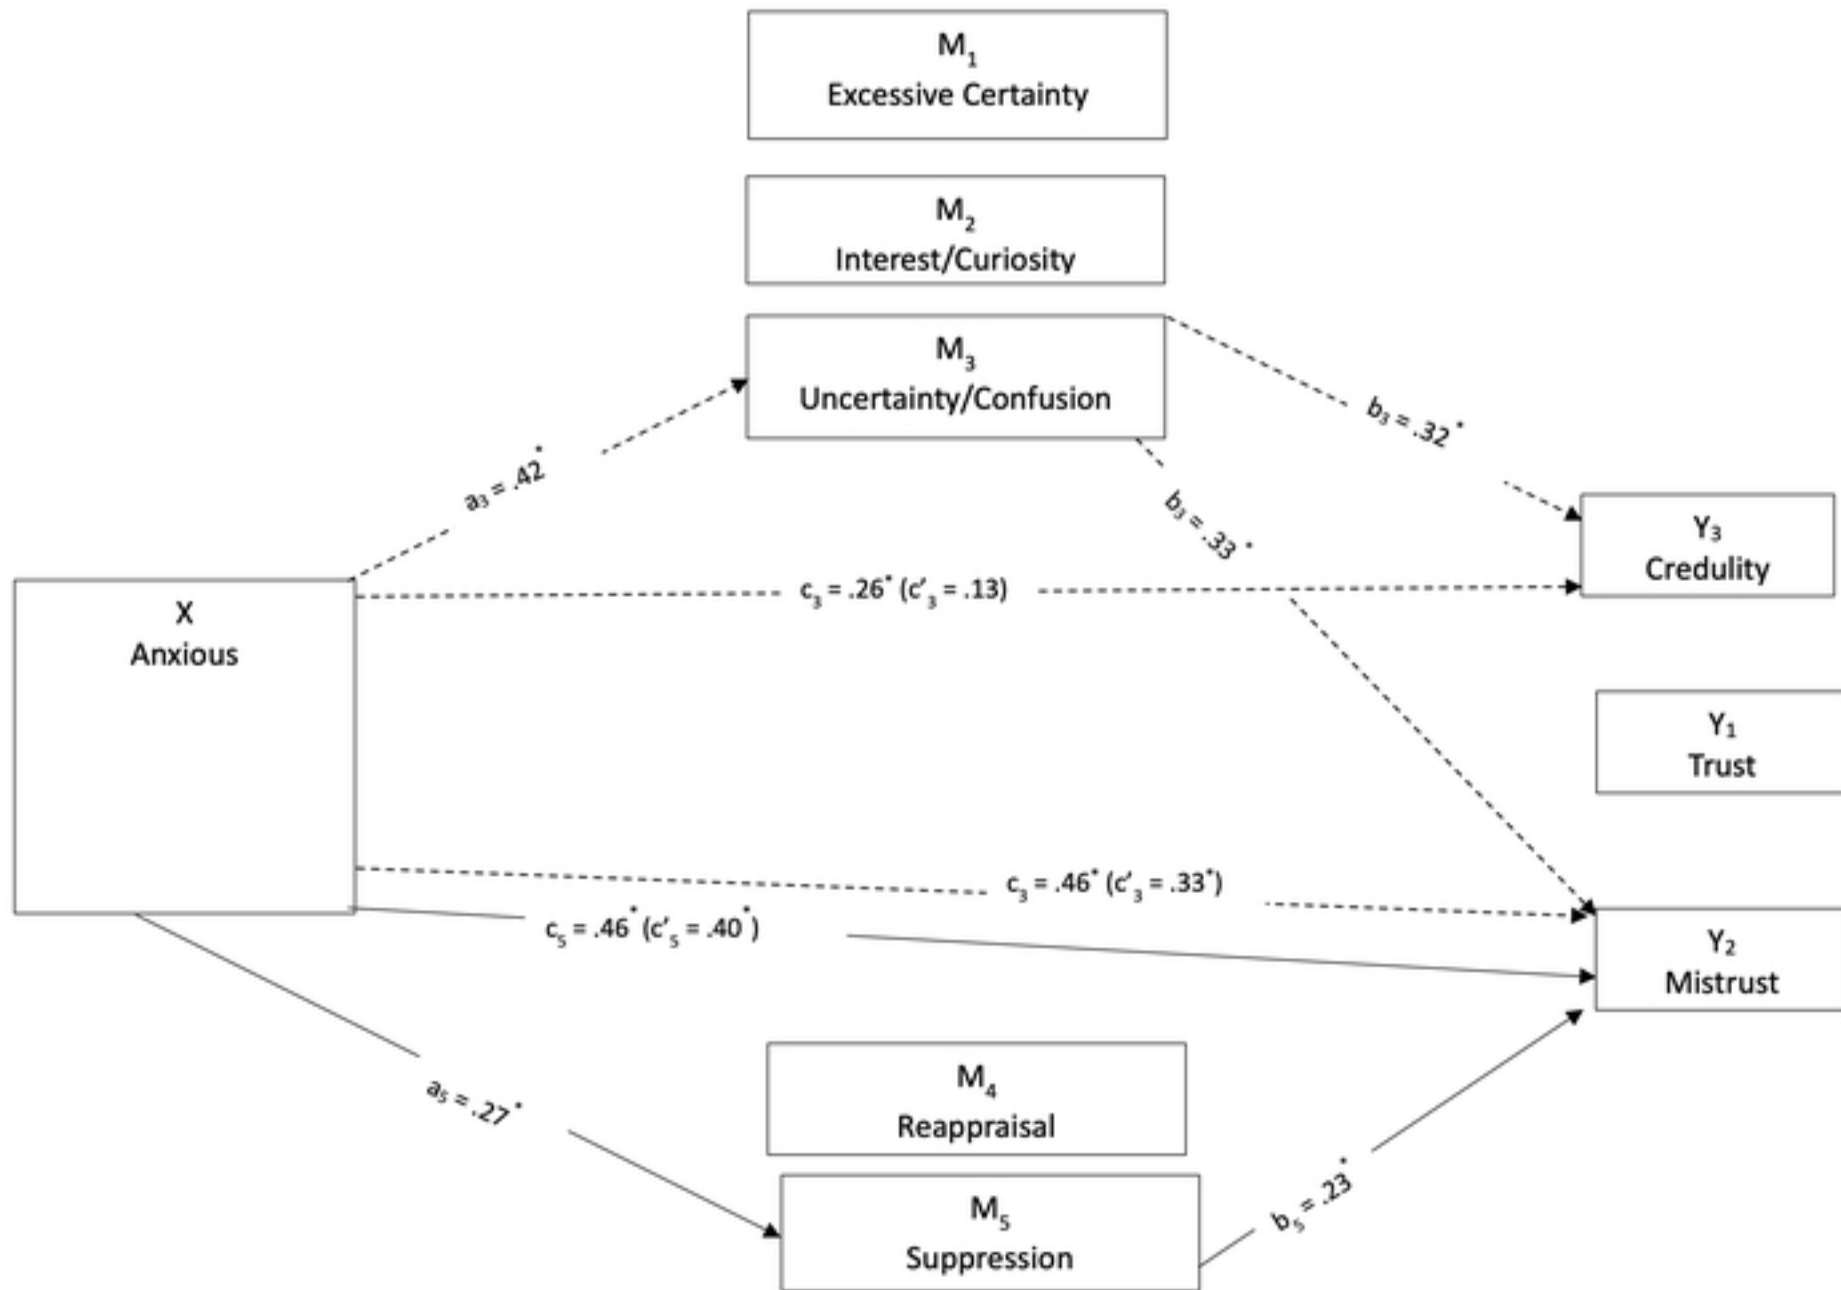 M₁
Excessive Certainty
M₂
Interest/Curiosity
M₃
Uncertainty/Confusion
b₃ = .32*
a₃ = .42*
b₃ = .33*
Y₃
Credulity
c₃ = .26* (c'₃ = .13)
X
Anxious
Y₁
Trust
c₃ = .46* (c'₃ = .33*)
c₅ = .46* (c'₅ = .40*)
Y₂
Mistrust
a₅ = .27*
M₄
Reappraisal
M₅
Suppression
b₅ = .23*